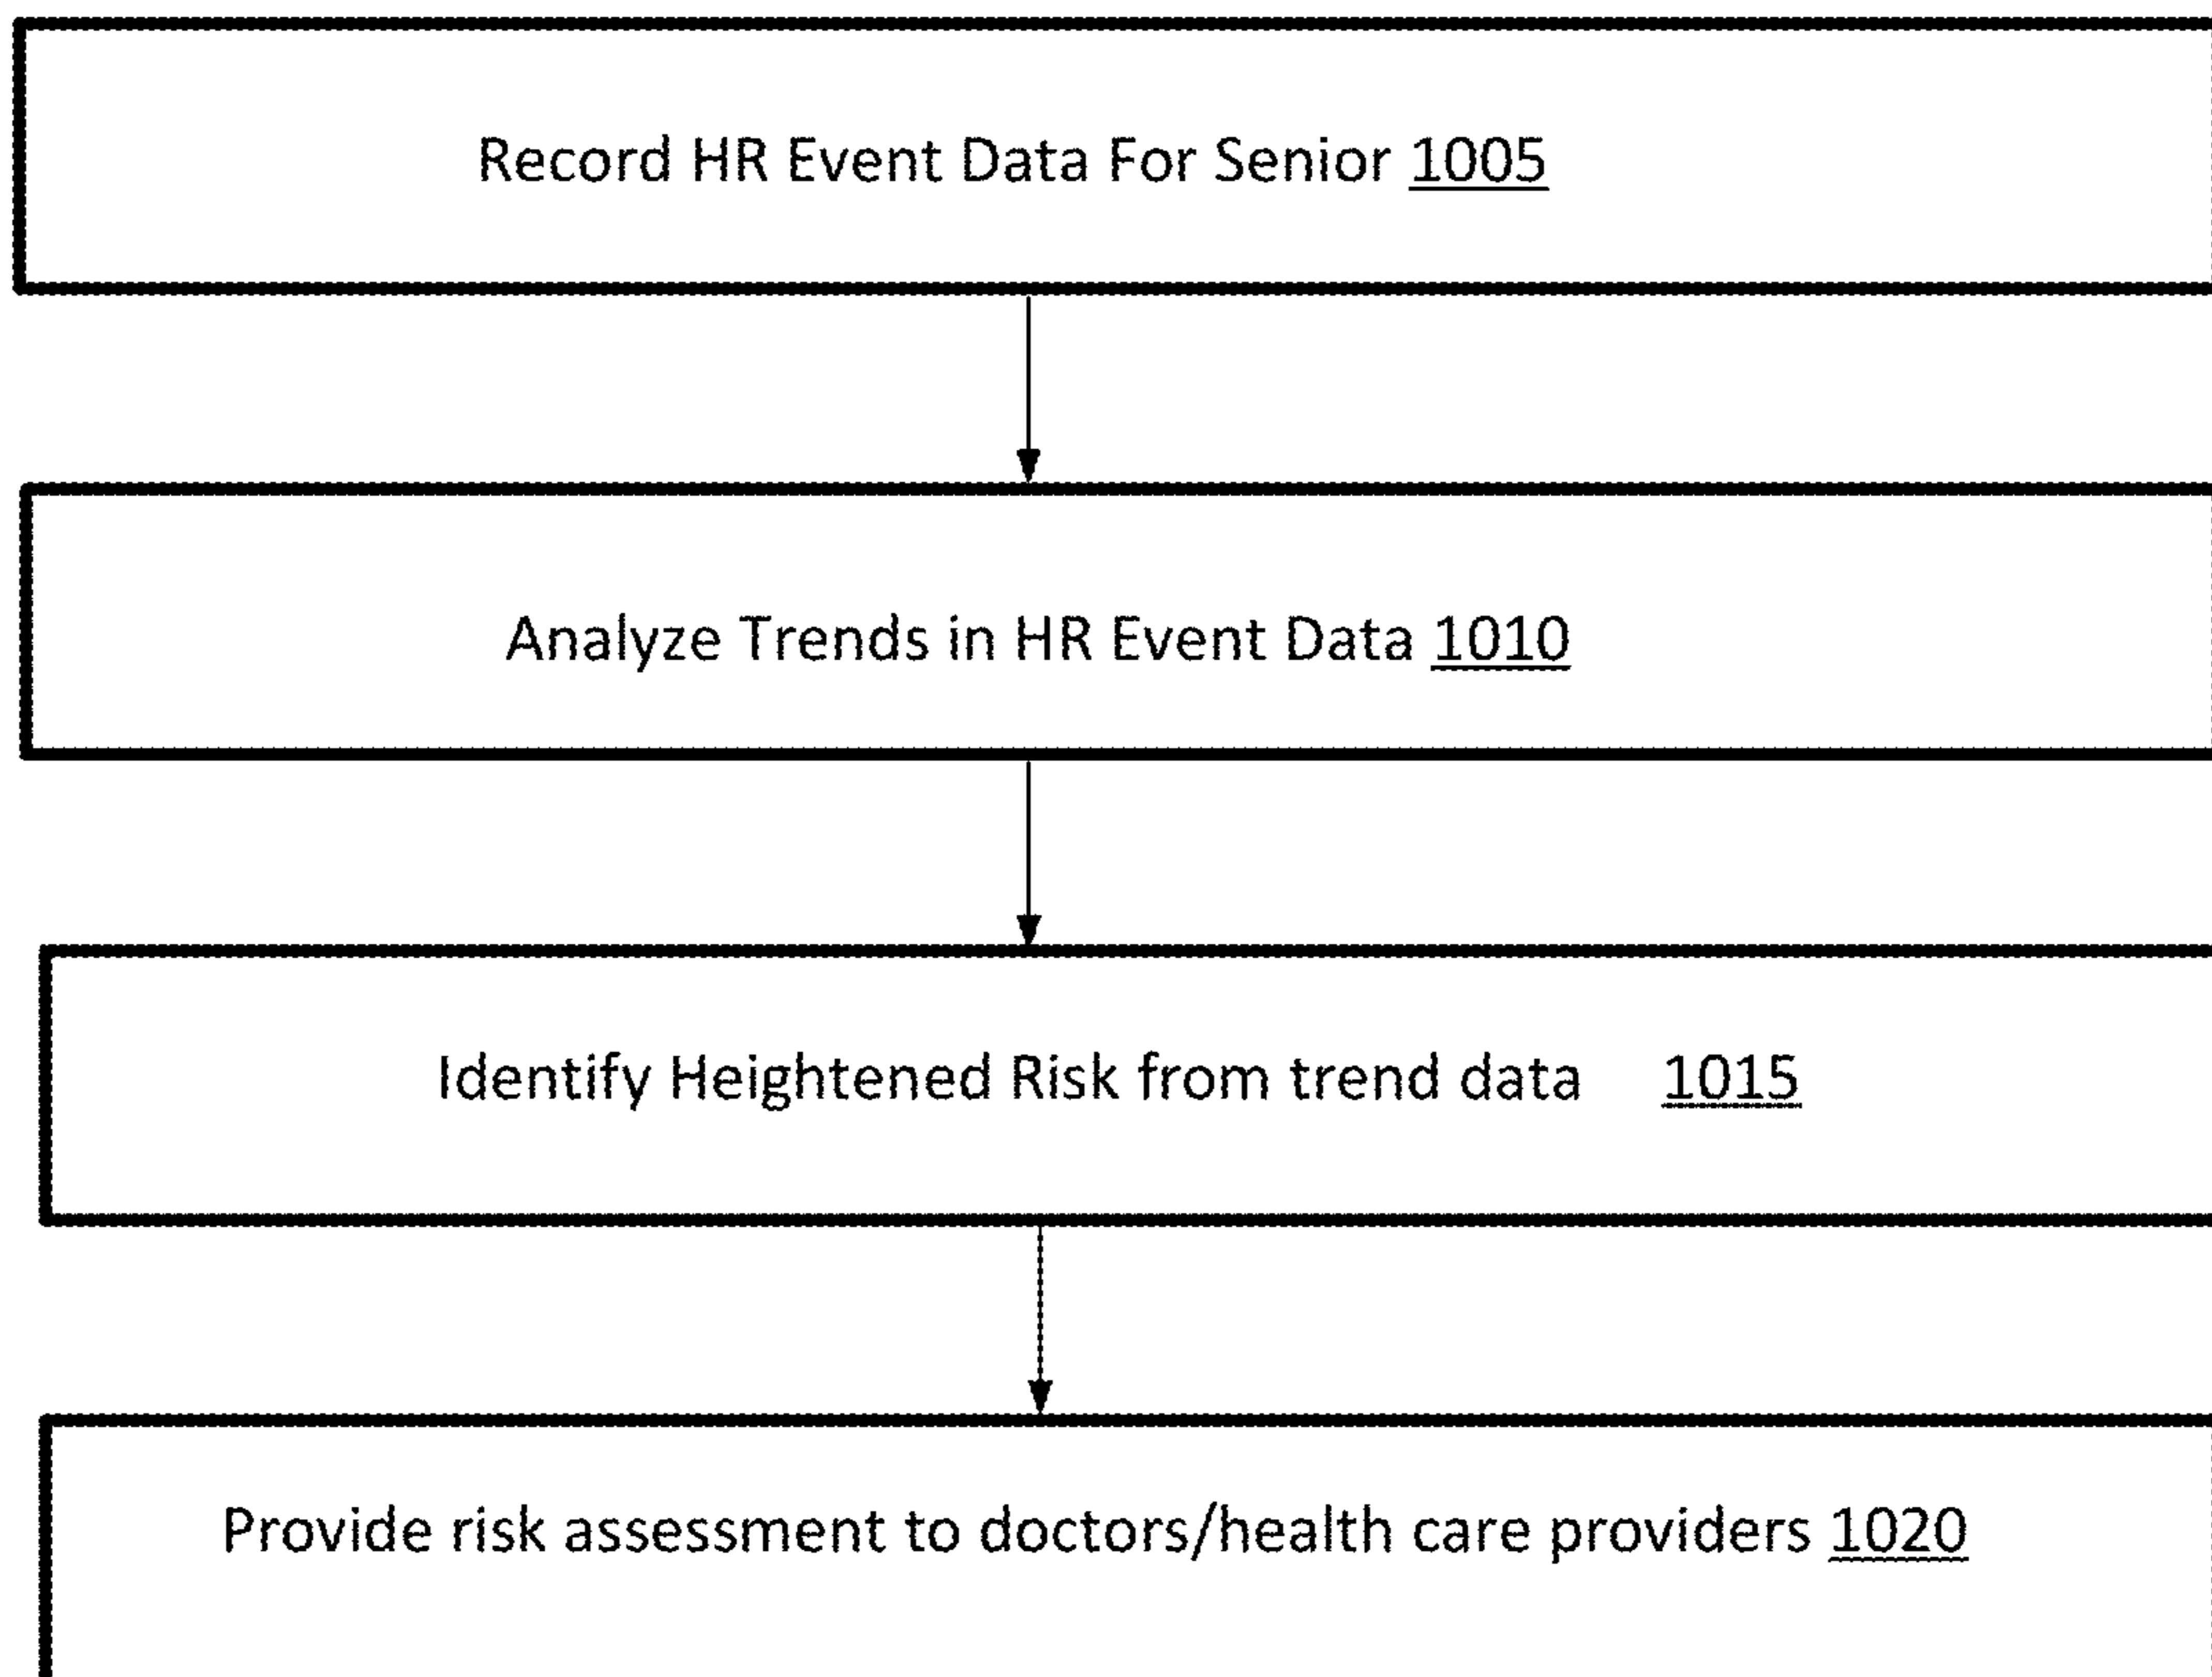 Record HR Event Data For Senior 1005
Analyze Trends in HR Event Data 1010
Identify Heightened Risk from trend data 1015
Provide risk assessment to doctors/health care providers 1020